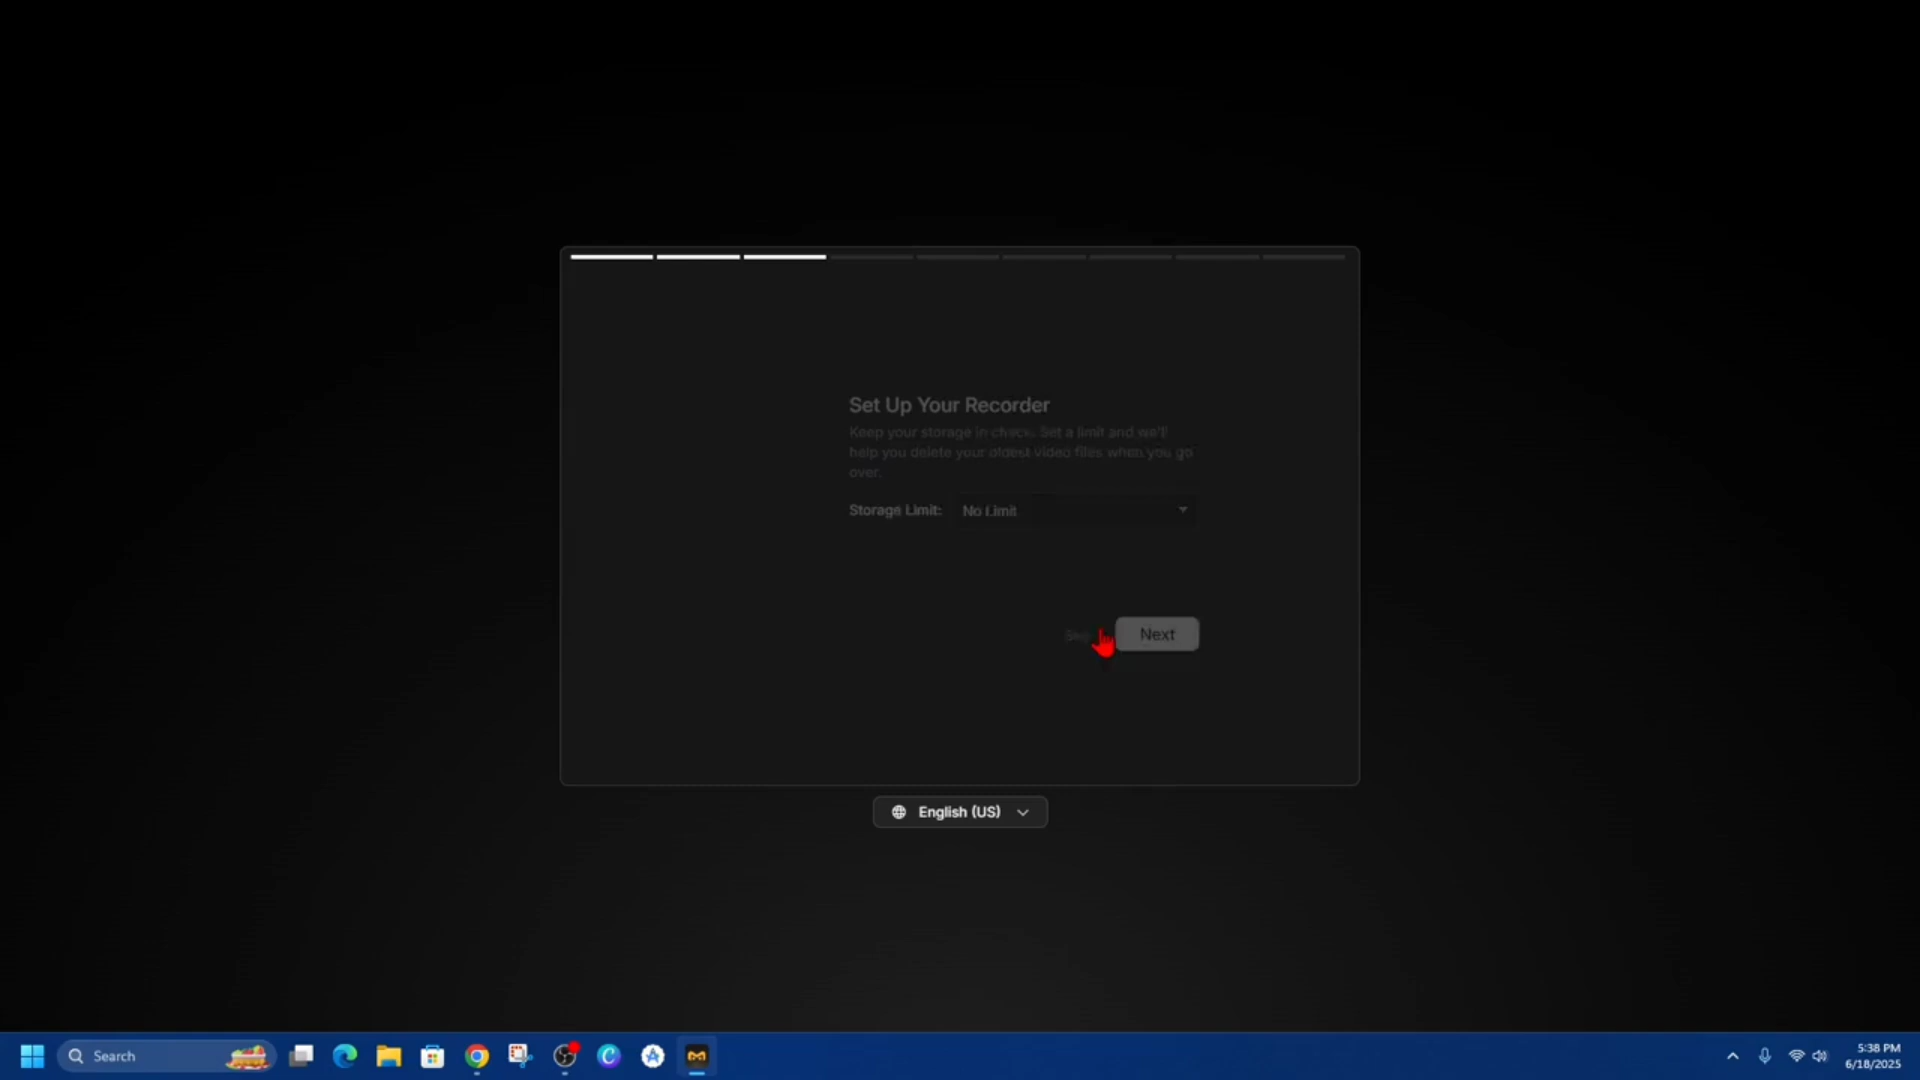 Set Up Your Recorder
Keep your storage in check. Set a limit and we'll
help you delete your oldest video files when you go
over.
Storage Limit: No Limit
Next
English (US)
Search
5:38 PM
6/18/2025